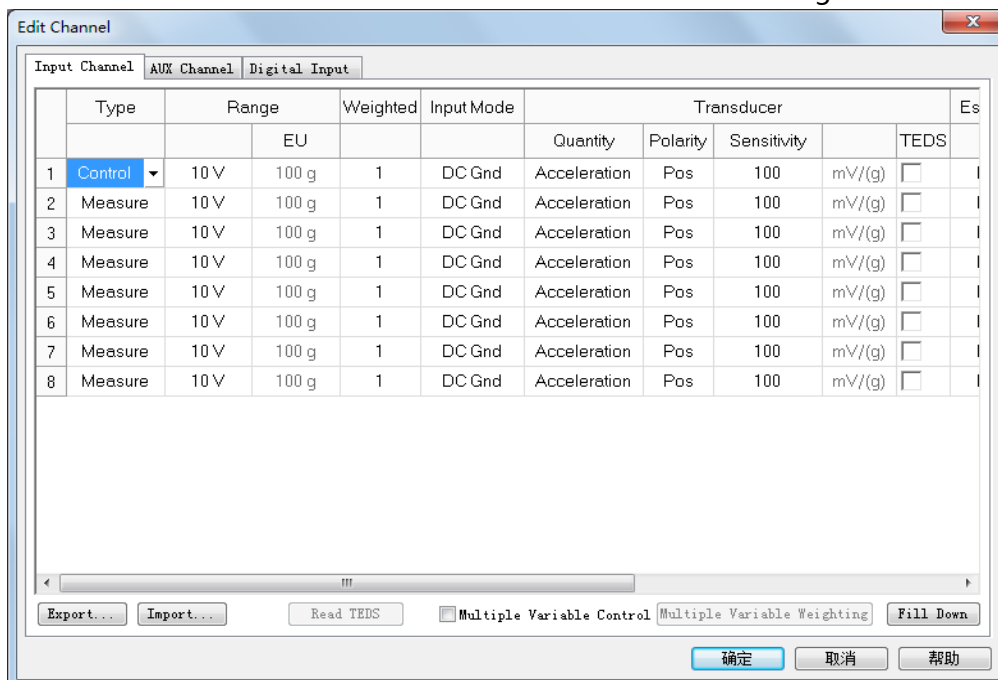 Edit Channel
Input Channel AUX Channel Digital Input
Type Range Weighted Input Mode Transducer Es
EU Quantity Polarity Sensitivity TEDS
1 Control 10 V 100 g 1 DC Gnd Acceleration Pos 100 mV/(g)
2 Measure 10 V 100 g 1 DC Gnd Acceleration Pos 100 mV/(g)
3 Measure 10 V 100 g 1 DC Gnd Acceleration Pos 100 mV/(g)
4 Measure 10 V 100 g 1 DC Gnd Acceleration Pos 100 mV/(g)
5 Measure 10 V 100 g 1 DC Gnd Acceleration Pos 100 mV/(g)
6 Measure 10 V 100 g 1 DC Gnd Acceleration Pos 100 mV/(g)
7 Measure 10 V 100 g 1 DC Gnd Acceleration Pos 100 mV/(g)
8 Measure 10 V 100 g 1 DC Gnd Acceleration Pos 100 mV/(g)
Export... Import... Read TEDS Multiple Variable Control Multiple Variable Weighting Fill Down
确定 取消 帮助